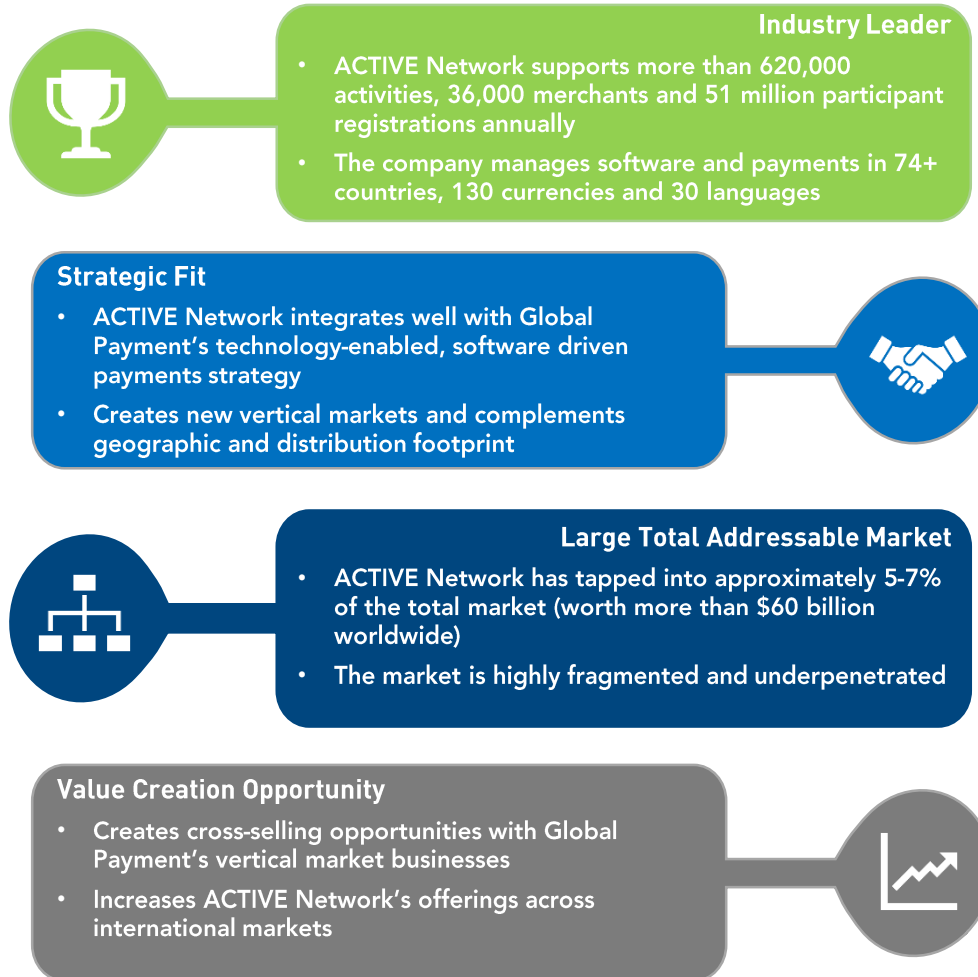 Industry Leader
• ACTIVE Network supports more than 620,000
activities, 36,000 merchants and 51 million participant
registrations annually
• The company manages software and payments in 74+
countries, 130 currencies and 30 languages
Strategic Fit
• ACTIVE Network integrates well with Global
Payment's technology-enabled, software driven
payments strategy
• Creates new vertical markets and complements
geographic and distribution footprint
Large Total Addressable Market
• ACTIVE Network has tapped into approximately 5-7%
of the total market (worth more than $60 billion
worldwide)
• The market is highly fragmented and underpenetrated
Value Creation Opportunity
• Creates cross-selling opportunities with Global
Payment's vertical market businesses
• Increases ACTIVE Network's offerings across
international markets